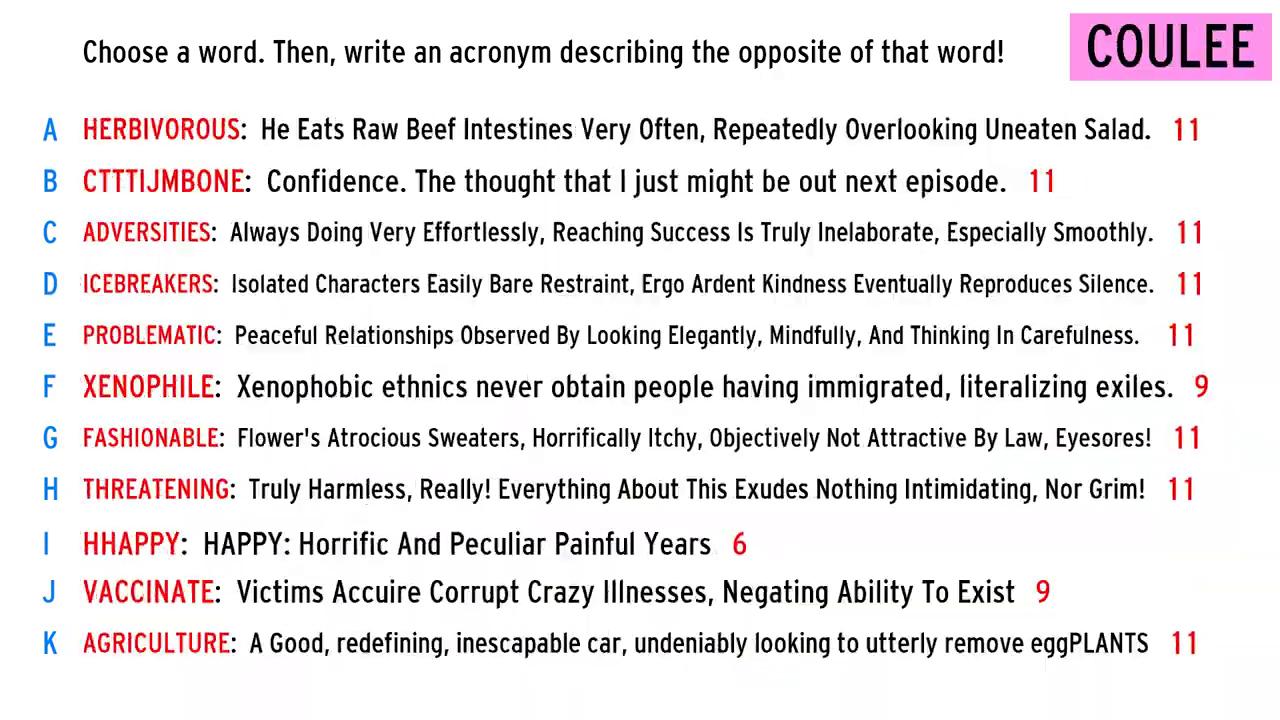 Choose a word. Then, write an acronym describing the opposite of that word!
COULEE
A HERBIVOROUS: He Eats Raw Beef Intestines Very Often, Repeatedly Overlooking Uneaten Salad. 11
B CTTTIJMBONE: Confidence. The thought that I just might be out next episode. 11
C ADVERSITIES: Always Doing Very Effortlessly, Reaching Success Is Truly Inelaborate, Especially Smoothly. 11
D ICEBREAKERS: Isolated Characters Easily Bare Restraint, Ergo Ardent Kindness Eventually Reproduces Silence. 11
E PROBLEMATIC: Peaceful Relationships Observed By Looking Elegantly, Mindfully, And Thinking In Carefulness. 11
F XENOPHILE: Xenophobic ethnics never obtain people having immigrated, literalizing exiles. 9
G FASHIONABLE: Flower's Atrocious Sweaters, Horrifically Itchy, Objectively Not Attractive By Law, Eyesores! 11
H THREATENING: Truly Harmless, Really! Everything About This Exudes Nothing Intimidating, Nor Grim! 11
I HHAPPY: HAPPY: Horrific And Peculiar Painful Years 6
J VACCINATE: Victims Accuire Corrupt Crazy Illnesses, Negating Ability To Exist 9
K AGRICULTURE: A Good, redefining, inescapable car, undeniably looking to utterly remove eggPLANTS 11